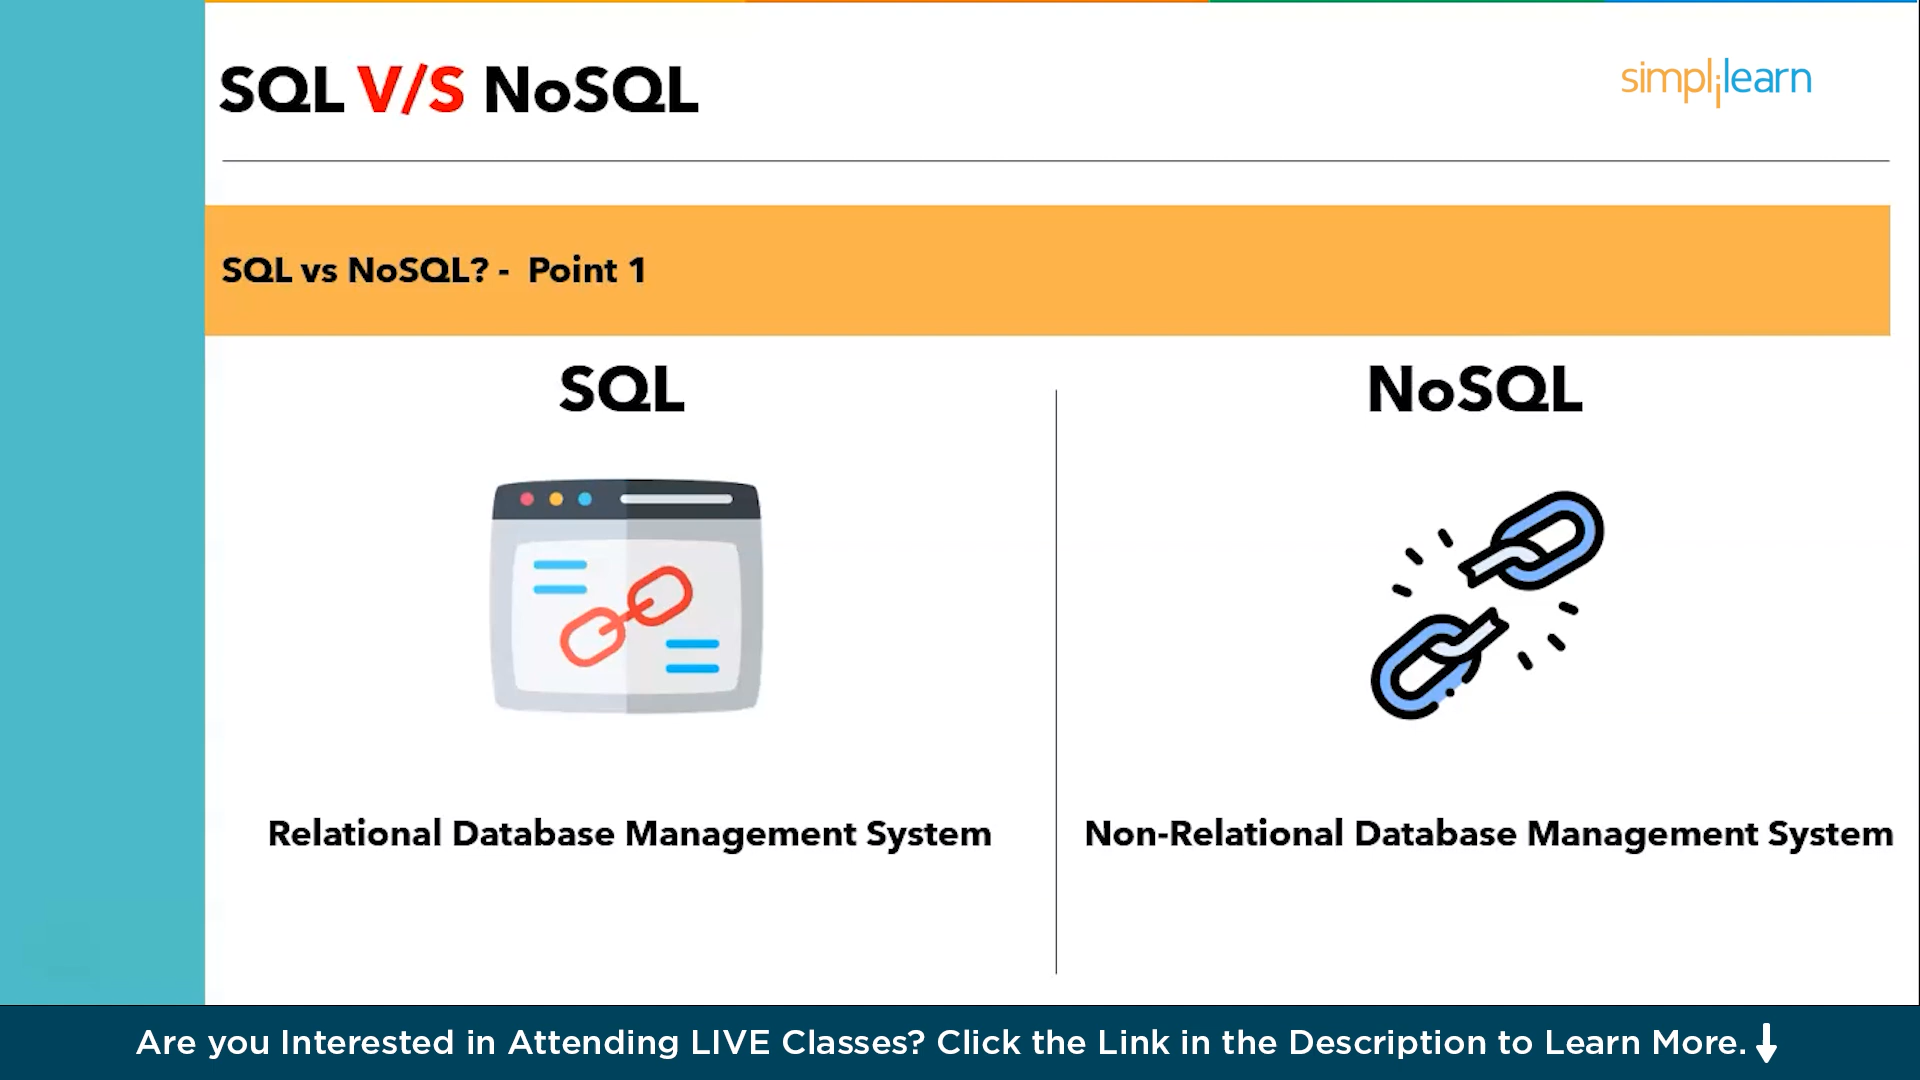 SQL V/S NoSQL
simplilearn
SQL vs NoSQL? - Point 1
SQL
NoSQL
Relational Database Management System
Non-Relational Database Management System
Are you Interested in Attending LIVE Classes? Click the Link in the Description to Learn More.